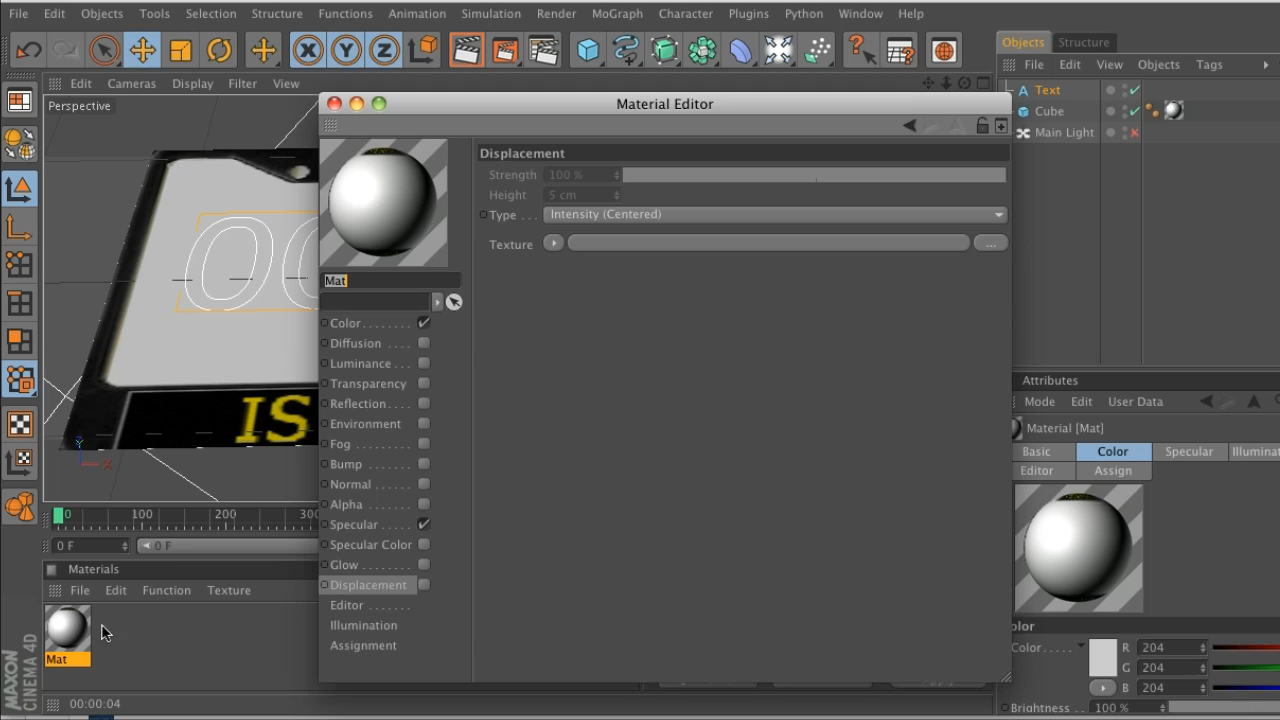 File Edit Objects Tools Selection Structure Functions Animation Simulation Render MoGraph Character Plugins Python Window Help
X Y Z
Objects Structure
File Edit View Objects Tags
Text
Cube
Main Light
Edit Cameras Display Filter View
Perspective
IS
0 100 200 300
0 F
0 F
Materials
File Edit Function Texture
Mat
MAXON
CINEMA 4D
00:00:04
Material Editor
Mat
Color
Diffusion
Luminance
Transparency
Reflection
Environment
Fog
Bump
Normal
Alpha
Specular
Specular Color
Glow
Displacement
Editor
Illumination
Assignment
Displacement
Strength 100 %
Height 5 cm
Type Intensity (Centered)
Texture ...
Attributes
Mode Edit User Data
Material [Mat]
Basic Color Specular Illuminat
Editor Assign
olor
Color R 204
G 204
B 204
Brightness 100 %